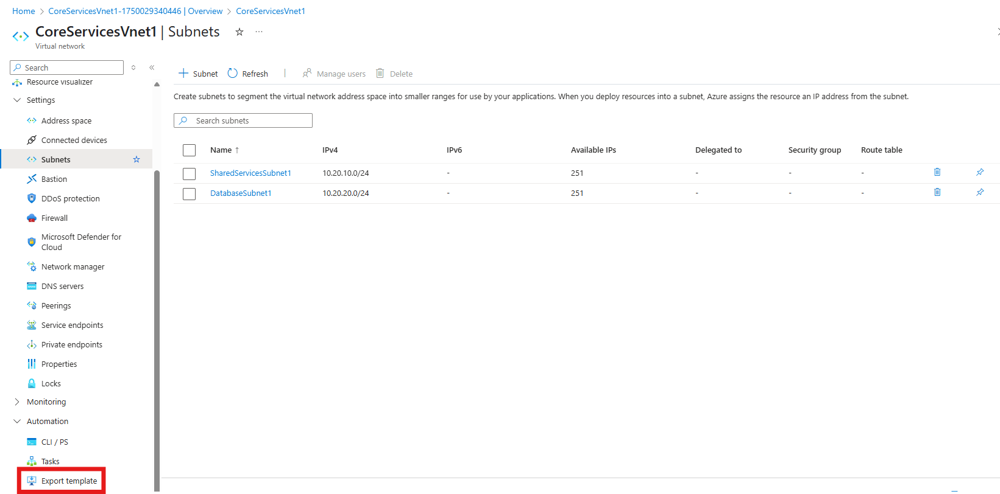 Home > CoreServicesVnet1-1750029340446 | Overview > CoreServicesVnet1
CoreServicesVnet1 | Subnets
Virtual network
Search
Resource visualizer
Settings
Address space
Connected devices
Subnets
Bastion
DDoS protection
Firewall
Microsoft Defender for
Cloud
Network manager
DNS servers
Peerings
Service endpoints
Private endpoints
Properties
Locks
Monitoring
Automation
CLI / PS
Tasks
Export template
Subnet Refresh Manage users Delete
Create subnets to segment the virtual network address space into smaller ranges for use by your applications. When you deploy resources into a subnet, Azure assigns the resource an IP address from the subnet.
Search subnets
Name ↑ IPv4 IPv6 Available IPs Delegated to Security group Route table
SharedServicesSubnet1 10.20.10.0/24 - 251 - - -
DatabaseSubnet1 10.20.20.0/24 - 251 - - -